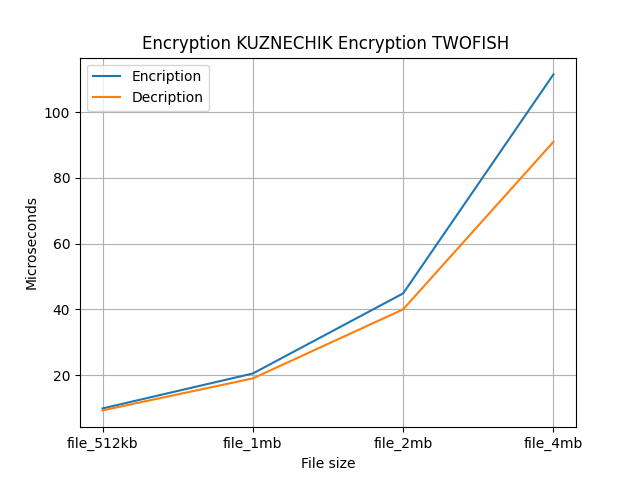 Encryption KUZNECHIK Encryption TWOFISH
Encription
Decription
Microseconds
100
80
60
40
20
file_512kb file_1mb file_2mb file_4mb
File size